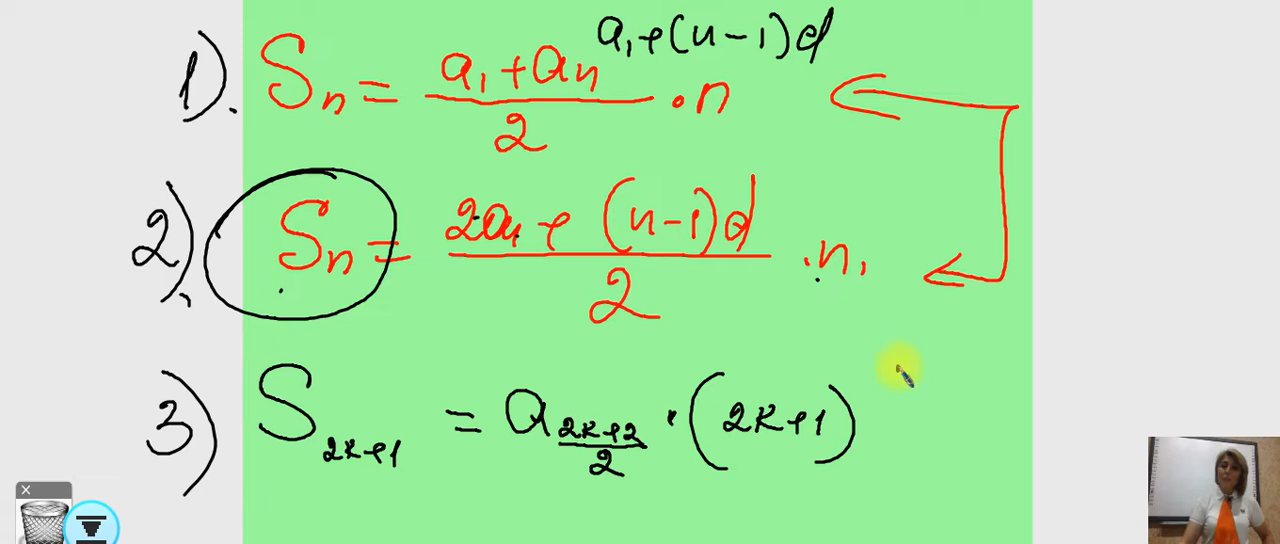 a₁+(n-1)d
1). Sₙ = (a₁+aₙ)/2 · n
2). Sₙ = (2a₁+(n-1)d)/2 · n.
3) S₂ₖ₊₁ = a_((2k+2)/2) · (2k+1)